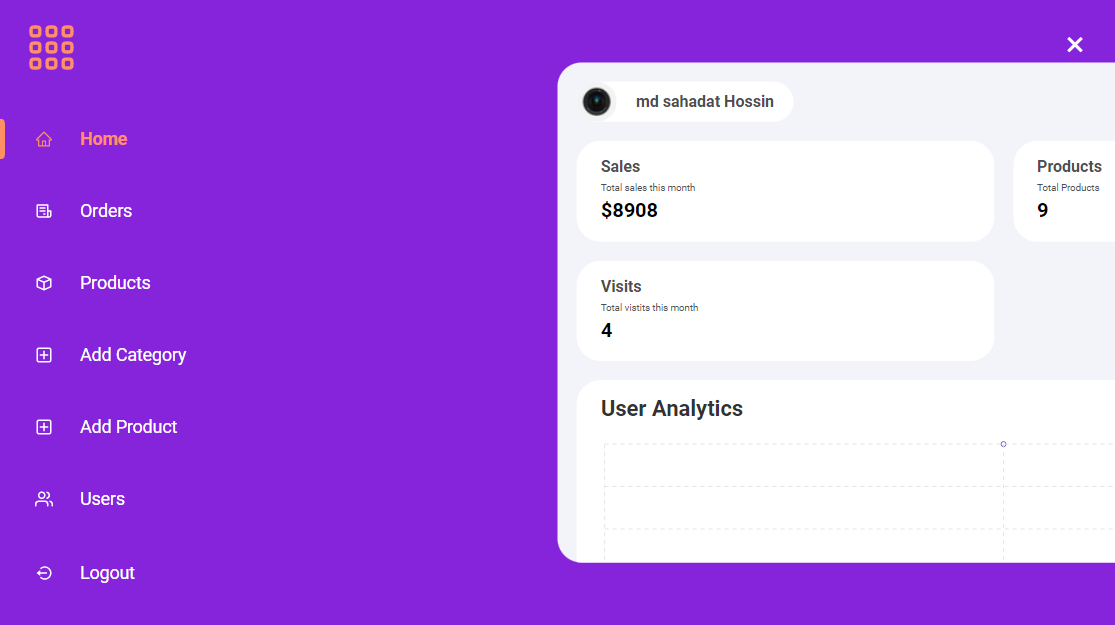 Home
Orders
Products
Add Category
Add Product
Users
Logout
md sahadat Hossin
Sales
Total sales this month
$8908
Products
Total Products
9
Visits
Total vistits this month
4
User Analytics